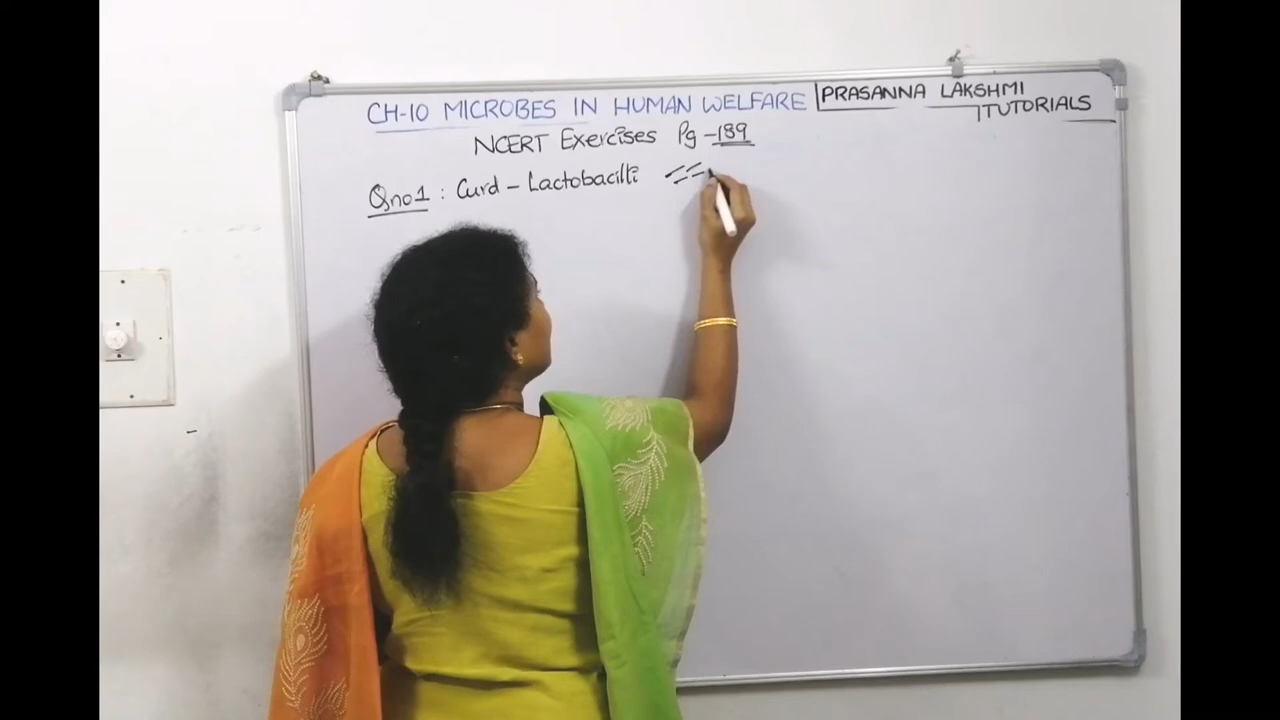 CH-10 MICROBES IN HUMAN WELFARE
PRASANNA LAKSHMI
TUTORIALS
NCERT Exercises Pg - 189
Qno1 : Curd - Lactobacilli